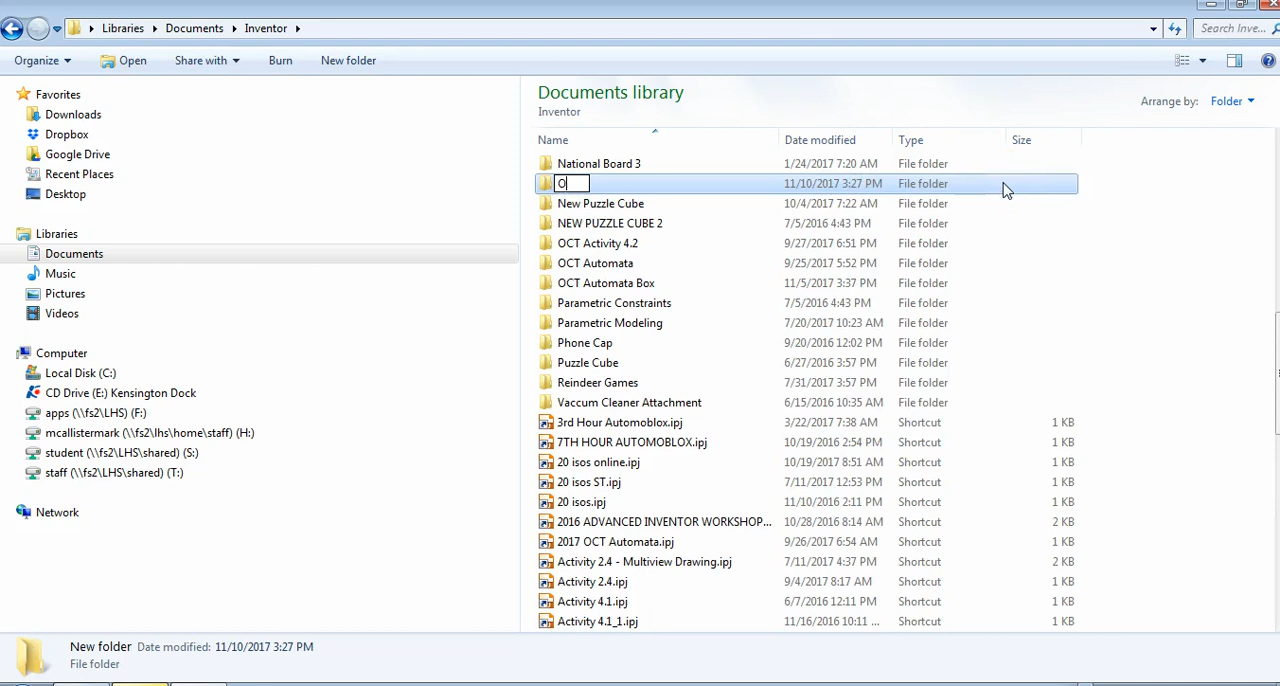 Libraries Documents Inventor Search Inve...
Organize Open Share with Burn New folder
Favorites
Downloads
Dropbox
Google Drive
Recent Places
Desktop
Libraries
Documents
Music
Pictures
Videos
Computer
Local Disk (C:)
CD Drive (E:) Kensington Dock
apps (\\fs2\LHS) (F:)
mcallistermark (\\fs2\lhs\home\staff) (H:)
student (\\fs2\LHS\shared) (S:)
staff (\\fs2\LHS\shared) (T:)
Network
Documents library
Inventor
Arrange by: Folder
Name Date modified Type Size
National Board 3 1/24/2017 7:20 AM File folder
O 11/10/2017 3:27 PM File folder
New Puzzle Cube 10/4/2017 7:22 AM File folder
NEW PUZZLE CUBE 2 7/5/2016 4:43 PM File folder
OCT Activity 4.2 9/27/2017 6:51 PM File folder
OCT Automata 9/25/2017 5:52 PM File folder
OCT Automata Box 11/5/2017 3:37 PM File folder
Parametric Constraints 7/5/2016 4:43 PM File folder
Parametric Modeling 7/20/2017 10:23 AM File folder
Phone Cap 9/20/2016 12:02 PM File folder
Puzzle Cube 6/27/2016 3:57 PM File folder
Reindeer Games 7/31/2017 3:57 PM File folder
Vaccum Cleaner Attachment 6/15/2016 10:35 AM File folder
3rd Hour Automoblox.ipj 3/22/2017 7:38 AM Shortcut 1 KB
7TH HOUR AUTOMOBLOX.ipj 10/19/2016 2:54 PM Shortcut 1 KB
20 isos online.ipj 10/19/2017 8:51 AM Shortcut 1 KB
20 isos ST.ipj 7/11/2017 12:53 PM Shortcut 1 KB
20 isos.ipj 11/10/2016 2:11 PM Shortcut 1 KB
2016 ADVANCED INVENTOR WORKSHOP... 10/28/2016 8:14 AM Shortcut 2 KB
2017 OCT Automata.ipj 9/26/2017 6:54 AM Shortcut 1 KB
Activity 2.4 - Multiview Drawing.ipj 7/11/2017 4:37 PM Shortcut 2 KB
Activity 2.4.ipj 9/4/2017 8:17 AM Shortcut 1 KB
Activity 4.1.ipj 6/7/2016 12:11 PM Shortcut 1 KB
Activity 4.1_1.ipj 11/16/2016 10:11 ... Shortcut 1 KB
New folder Date modified: 11/10/2017 3:27 PM
File folder